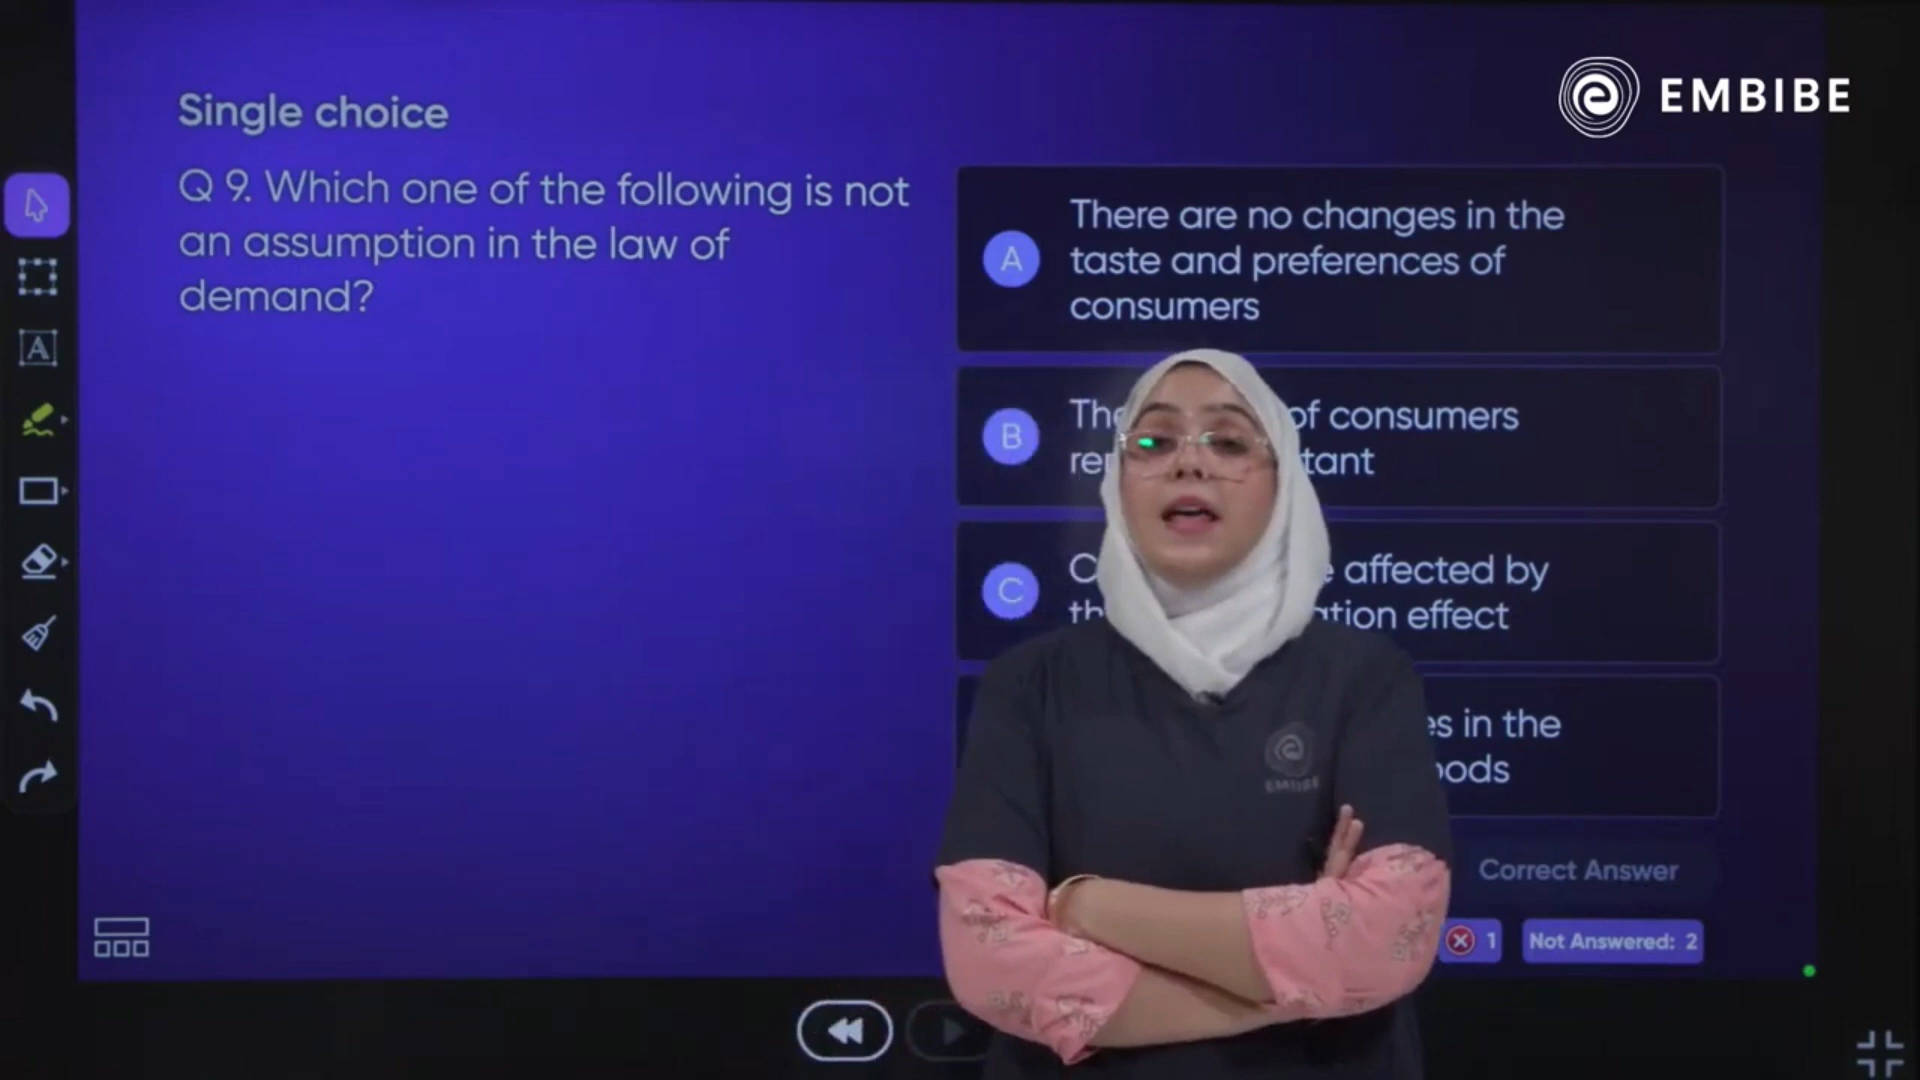 EMBIBE
Single choice
Q 9. Which one of the following is not
an assumption in the law of
demand?
A
There are no changes in the
taste and preferences of
consumers
B
of consumers
C
affected by
effect
in the
Correct Answer
1
Not Answered: 2
EMBIBE
A